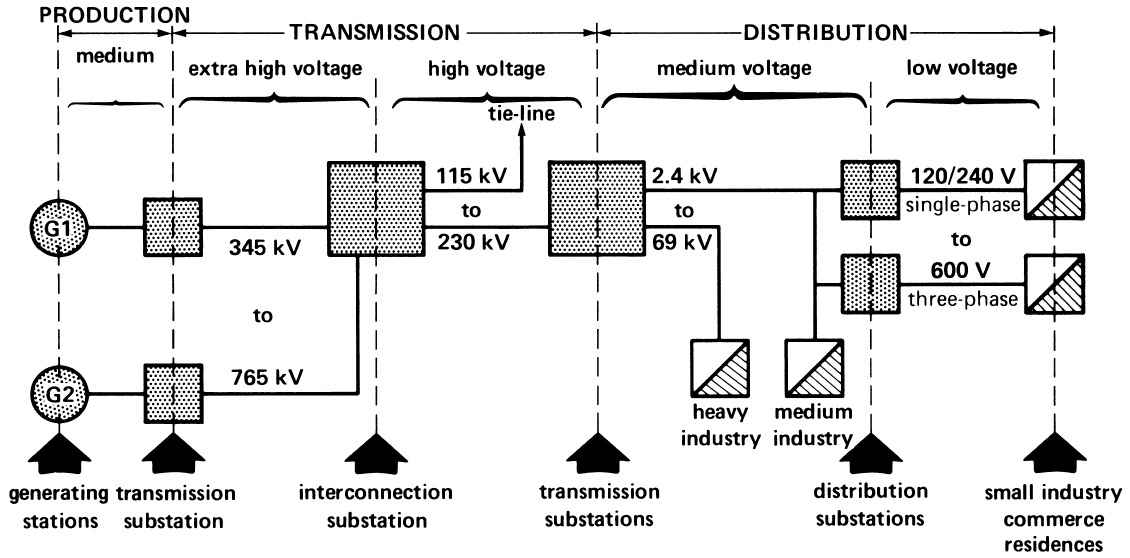 PRODUCTION
TRANSMISSION
DISTRIBUTION
medium
extra high voltage
high voltage
medium voltage
low voltage
tie-line
115 kV
to
230 kV
2.4 kV
to
69 kV
120/240 V
single-phase
to
600 V
three-phase
G1
345 kV
to
765 kV
G2
heavy
industry
medium
industry
generating
stations
transmission
substation
interconnection
substation
transmission
substations
distribution
substations
small industry
commerce
residences